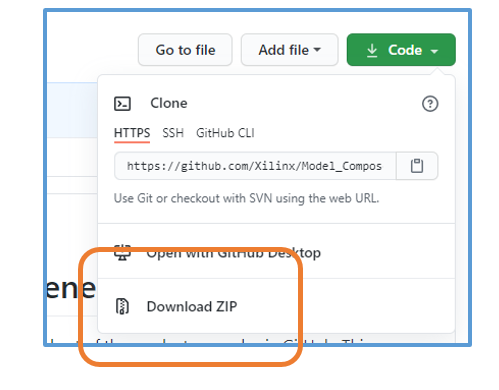 Go to file Add file Code
Clone
HTTPS SSH GitHub CLI
https://github.com/Xilinx/Model_Compos
Use Git or checkout with SVN using the web URL.
Open with GitHub Desktop
ene
Download ZIP